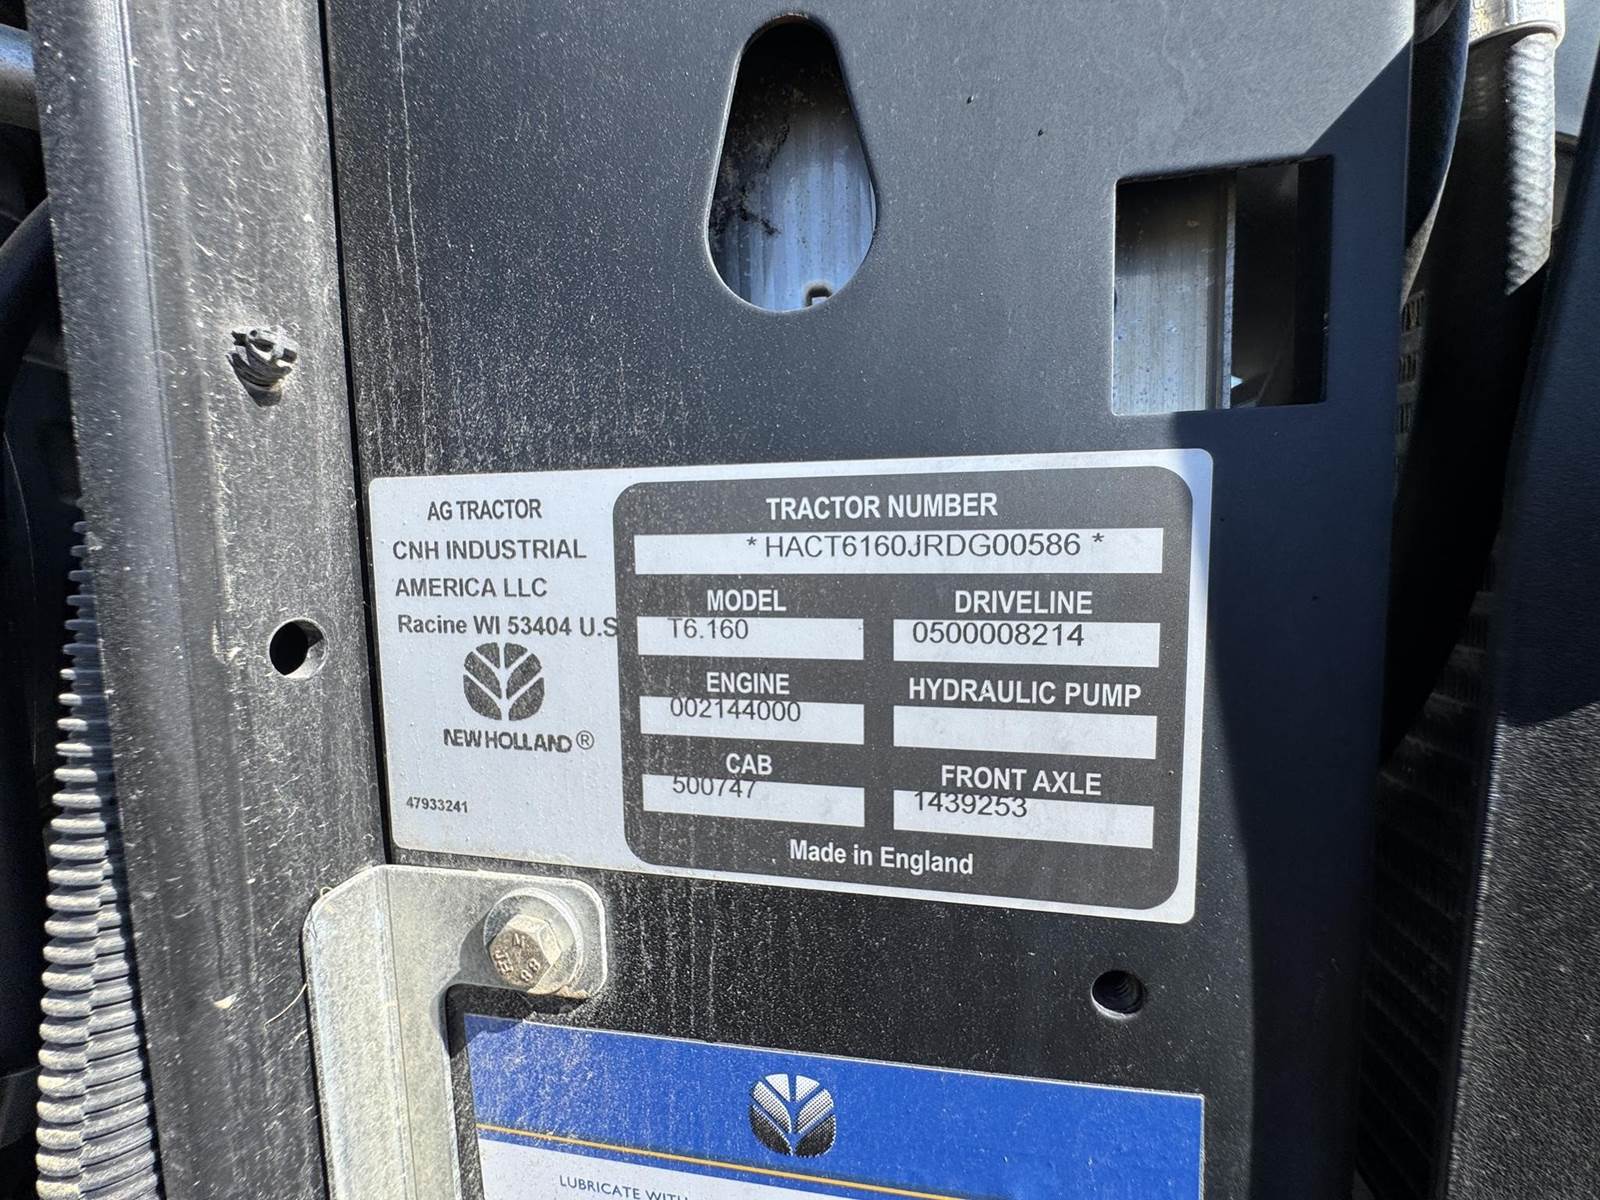 AG TRACTOR
CNH INDUSTRIAL
AMERICA LLC
Racine WI 53404 U.S
NEW HOLLAND ®
47933241
TRACTOR NUMBER
* HACT6160JRDG00586 *
MODEL
T6.160
DRIVELINE
0500008214
ENGINE
002144000
HYDRAULIC PUMP
CAB
500747
FRONT AXLE
1439253
Made in England
LUBRICATE WITH